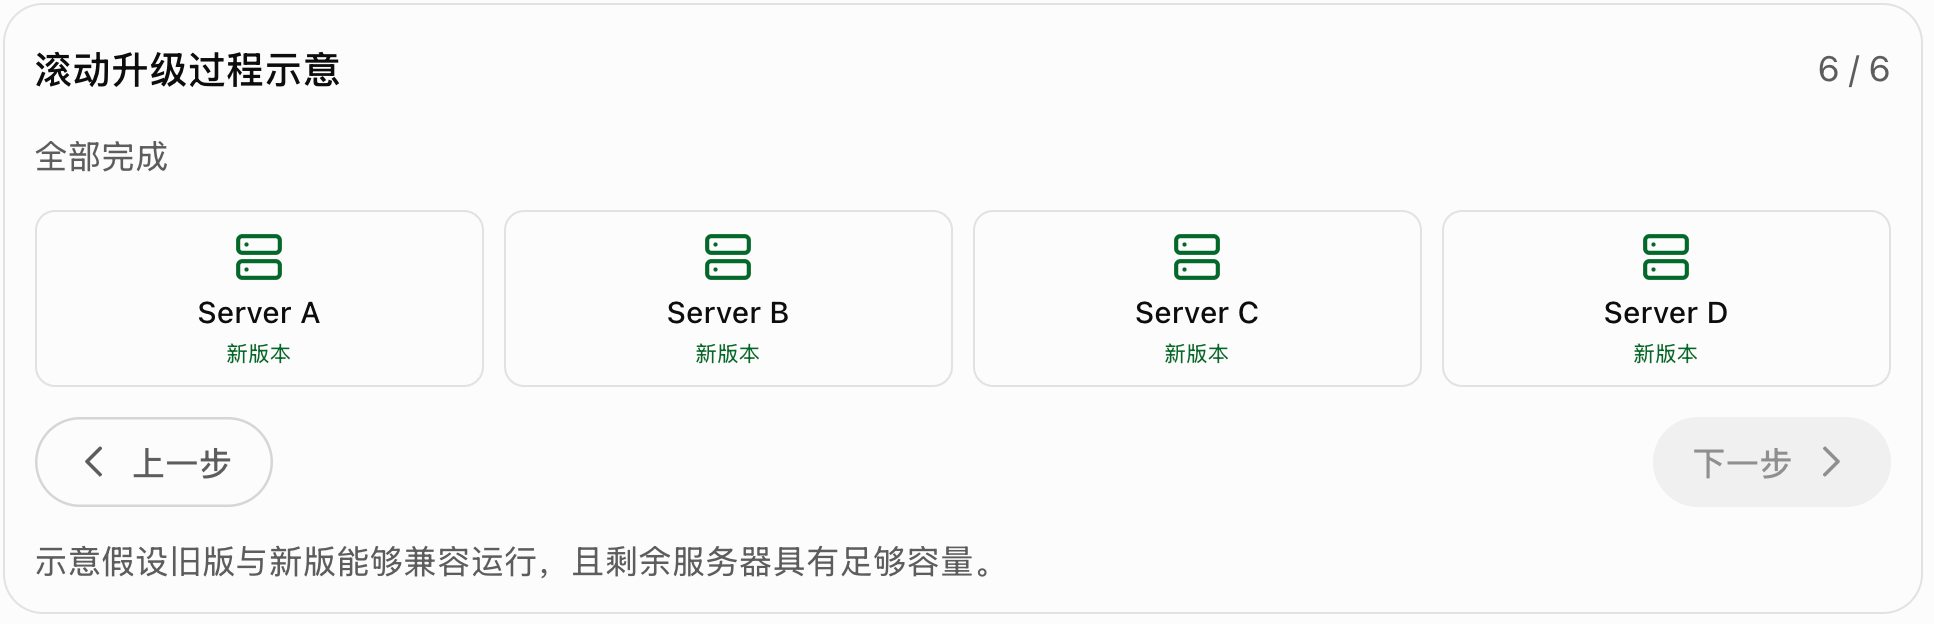 滚动升级过程示意
6 / 6
全部完成
Server A
新版本
Server B
新版本
Server C
新版本
Server D
新版本
上一步
下一步
示意假设旧版与新版能够兼容运行，且剩余服务器具有足够容量。